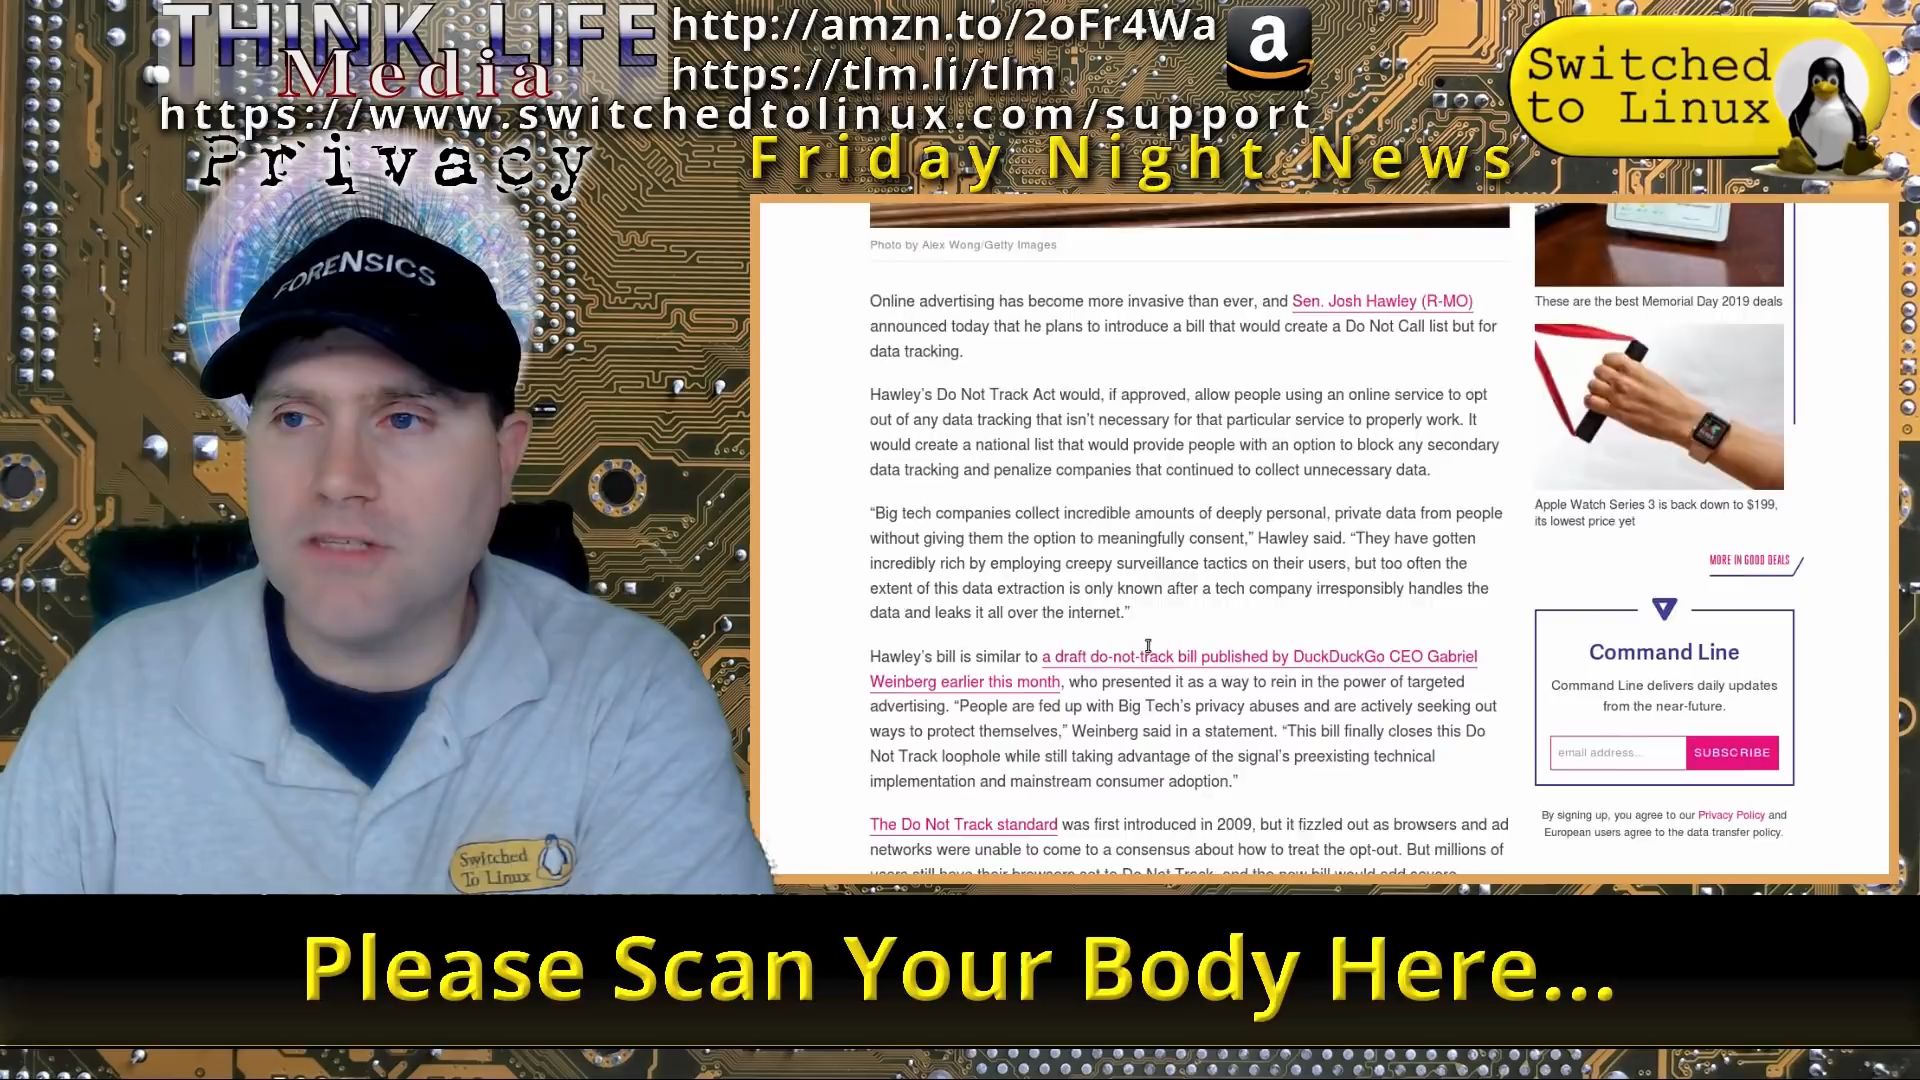 THINK LIFE
Media
http://amzn.to/2oFr4Wa
https://tlm.li/tlm
https://www.switchedtolinux.com/support
a
Switched
to Linux
Privacy
Friday Night News
FORENSICS
Switched
To Linux
Photo by Alex Wong/Getty Images
Online advertising has become more invasive than ever, and Sen. Josh Hawley (R-MO)
announced today that he plans to introduce a bill that would create a Do Not Call list but for
data tracking.
Hawley’s Do Not Track Act would, if approved, allow people using an online service to opt
out of any data tracking that isn’t necessary for that particular service to properly work. It
would create a national list that would provide people with an option to block any secondary
data tracking and penalize companies that continued to collect unnecessary data.
“Big tech companies collect incredible amounts of deeply personal, private data from people
without giving them the option to meaningfully consent,” Hawley said. “They have gotten
incredibly rich by employing creepy surveillance tactics on their users, but too often the
extent of this data extraction is only known after a tech company irresponsibly handles the
data and leaks it all over the internet.”
Hawley’s bill is similar to a draft do-not-track bill published by DuckDuckGo CEO Gabriel
Weinberg earlier this month, who presented it as a way to rein in the power of targeted
advertising. “People are fed up with Big Tech’s privacy abuses and are actively seeking out
ways to protect themselves,” Weinberg said in a statement. “This bill finally closes this Do
Not Track loophole while still taking advantage of the signal’s preexisting technical
implementation and mainstream consumer adoption.”
The Do Not Track standard was first introduced in 2009, but it fizzled out as browsers and ad
networks were unable to come to a consensus about how to treat the opt-out. But millions of
users still have their browsers set to Do Not Track, and the new bill would add severe
These are the best Memorial Day 2019 deals
Apple Watch Series 3 is back down to $199,
its lowest price yet
MORE IN GOOD DEALS
Command Line
Command Line delivers daily updates
from the near-future.
email address...
SUBSCRIBE
By signing up, you agree to our Privacy Policy and
European users agree to the data transfer policy.
Please Scan Your Body Here...